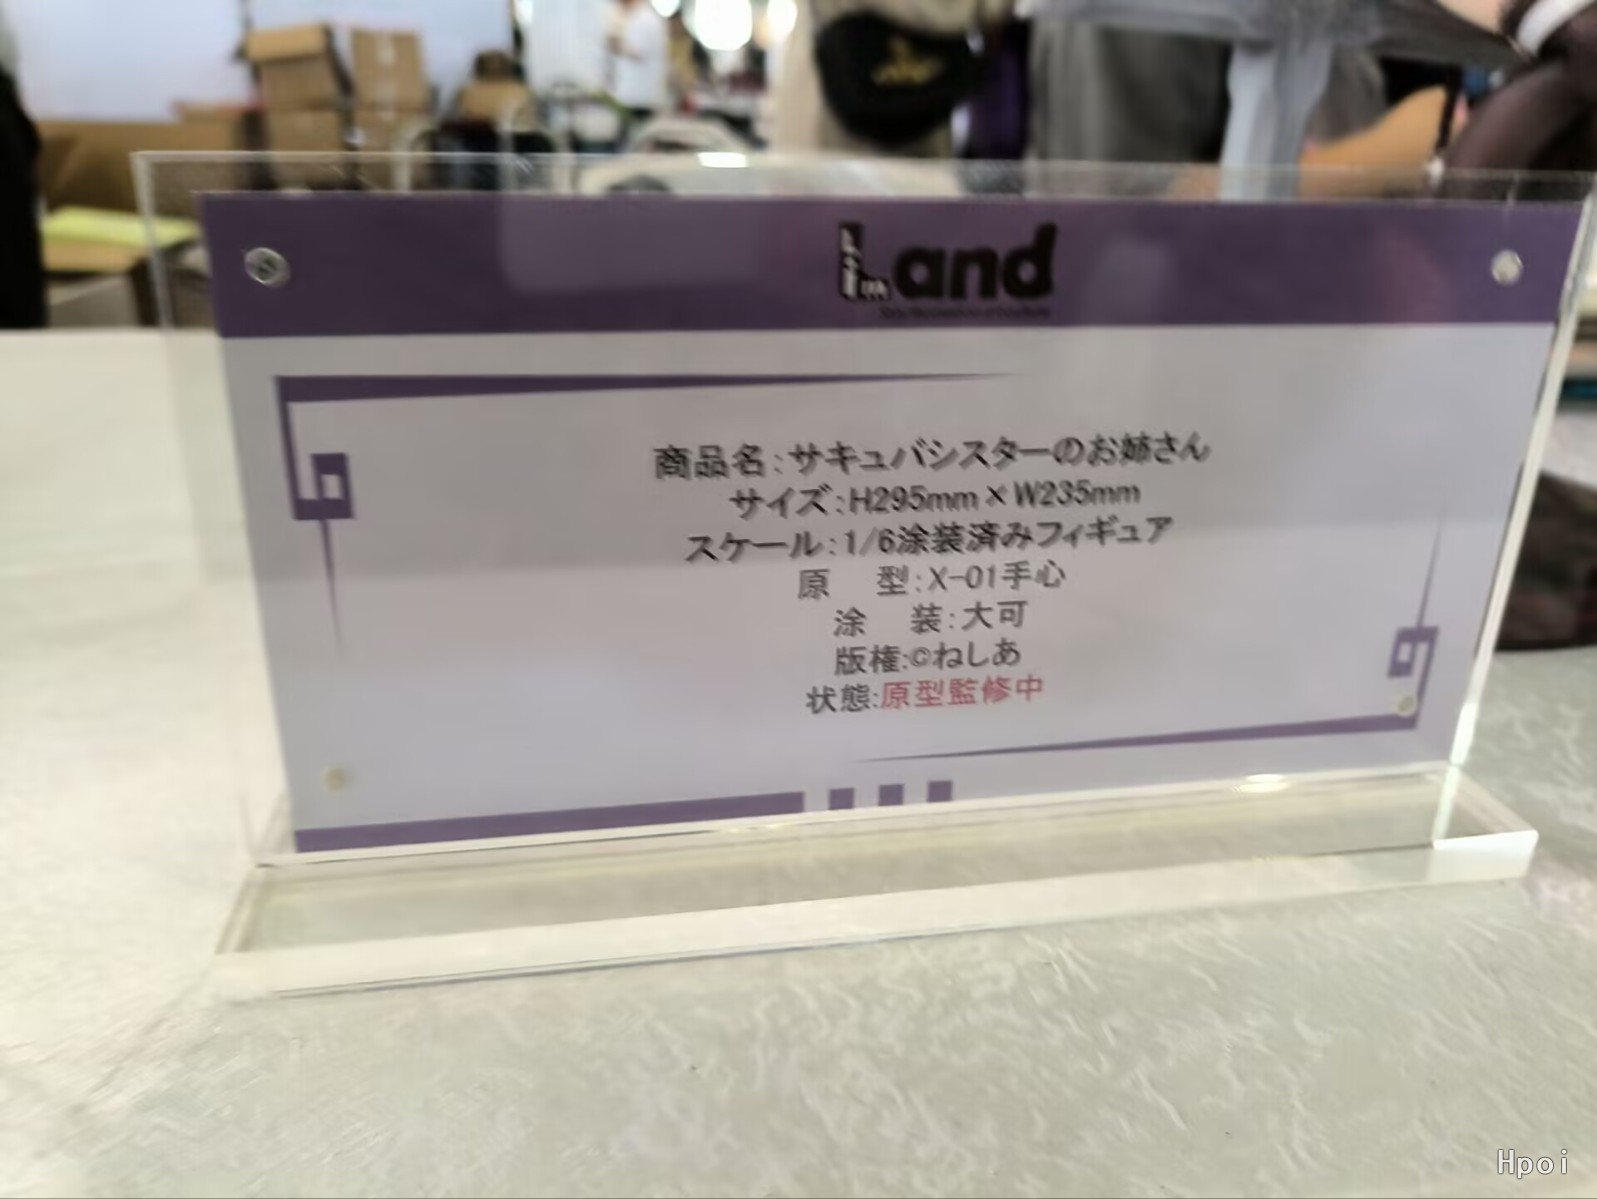 Land
商品名：サキュバシスターのお姉さん
サイズ：H295mm×W235mm
スケール：1/6塗装済みフィギュア
原　型：X-01手心
塗　装：大可
版権:©ねしあ
状態:原型監修中
Hpoi